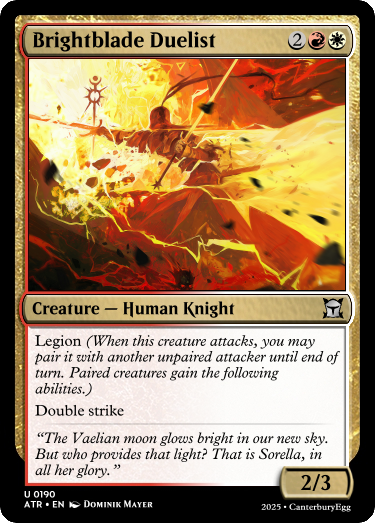 Brightblade Duelist 2
Creature — Human Knight
Legion (When this creature attacks, you may
pair it with another unpaired attacker until end of
turn. Paired creatures gain the following
abilities.)
Double strike
“The Vaelian moon glows bright in our new sky.
But who provides that light? That is Sorella, in
all her glory.”
2/3
U 0190
ATR • EN Dominik Mayer
2025 • CanterburyEgg